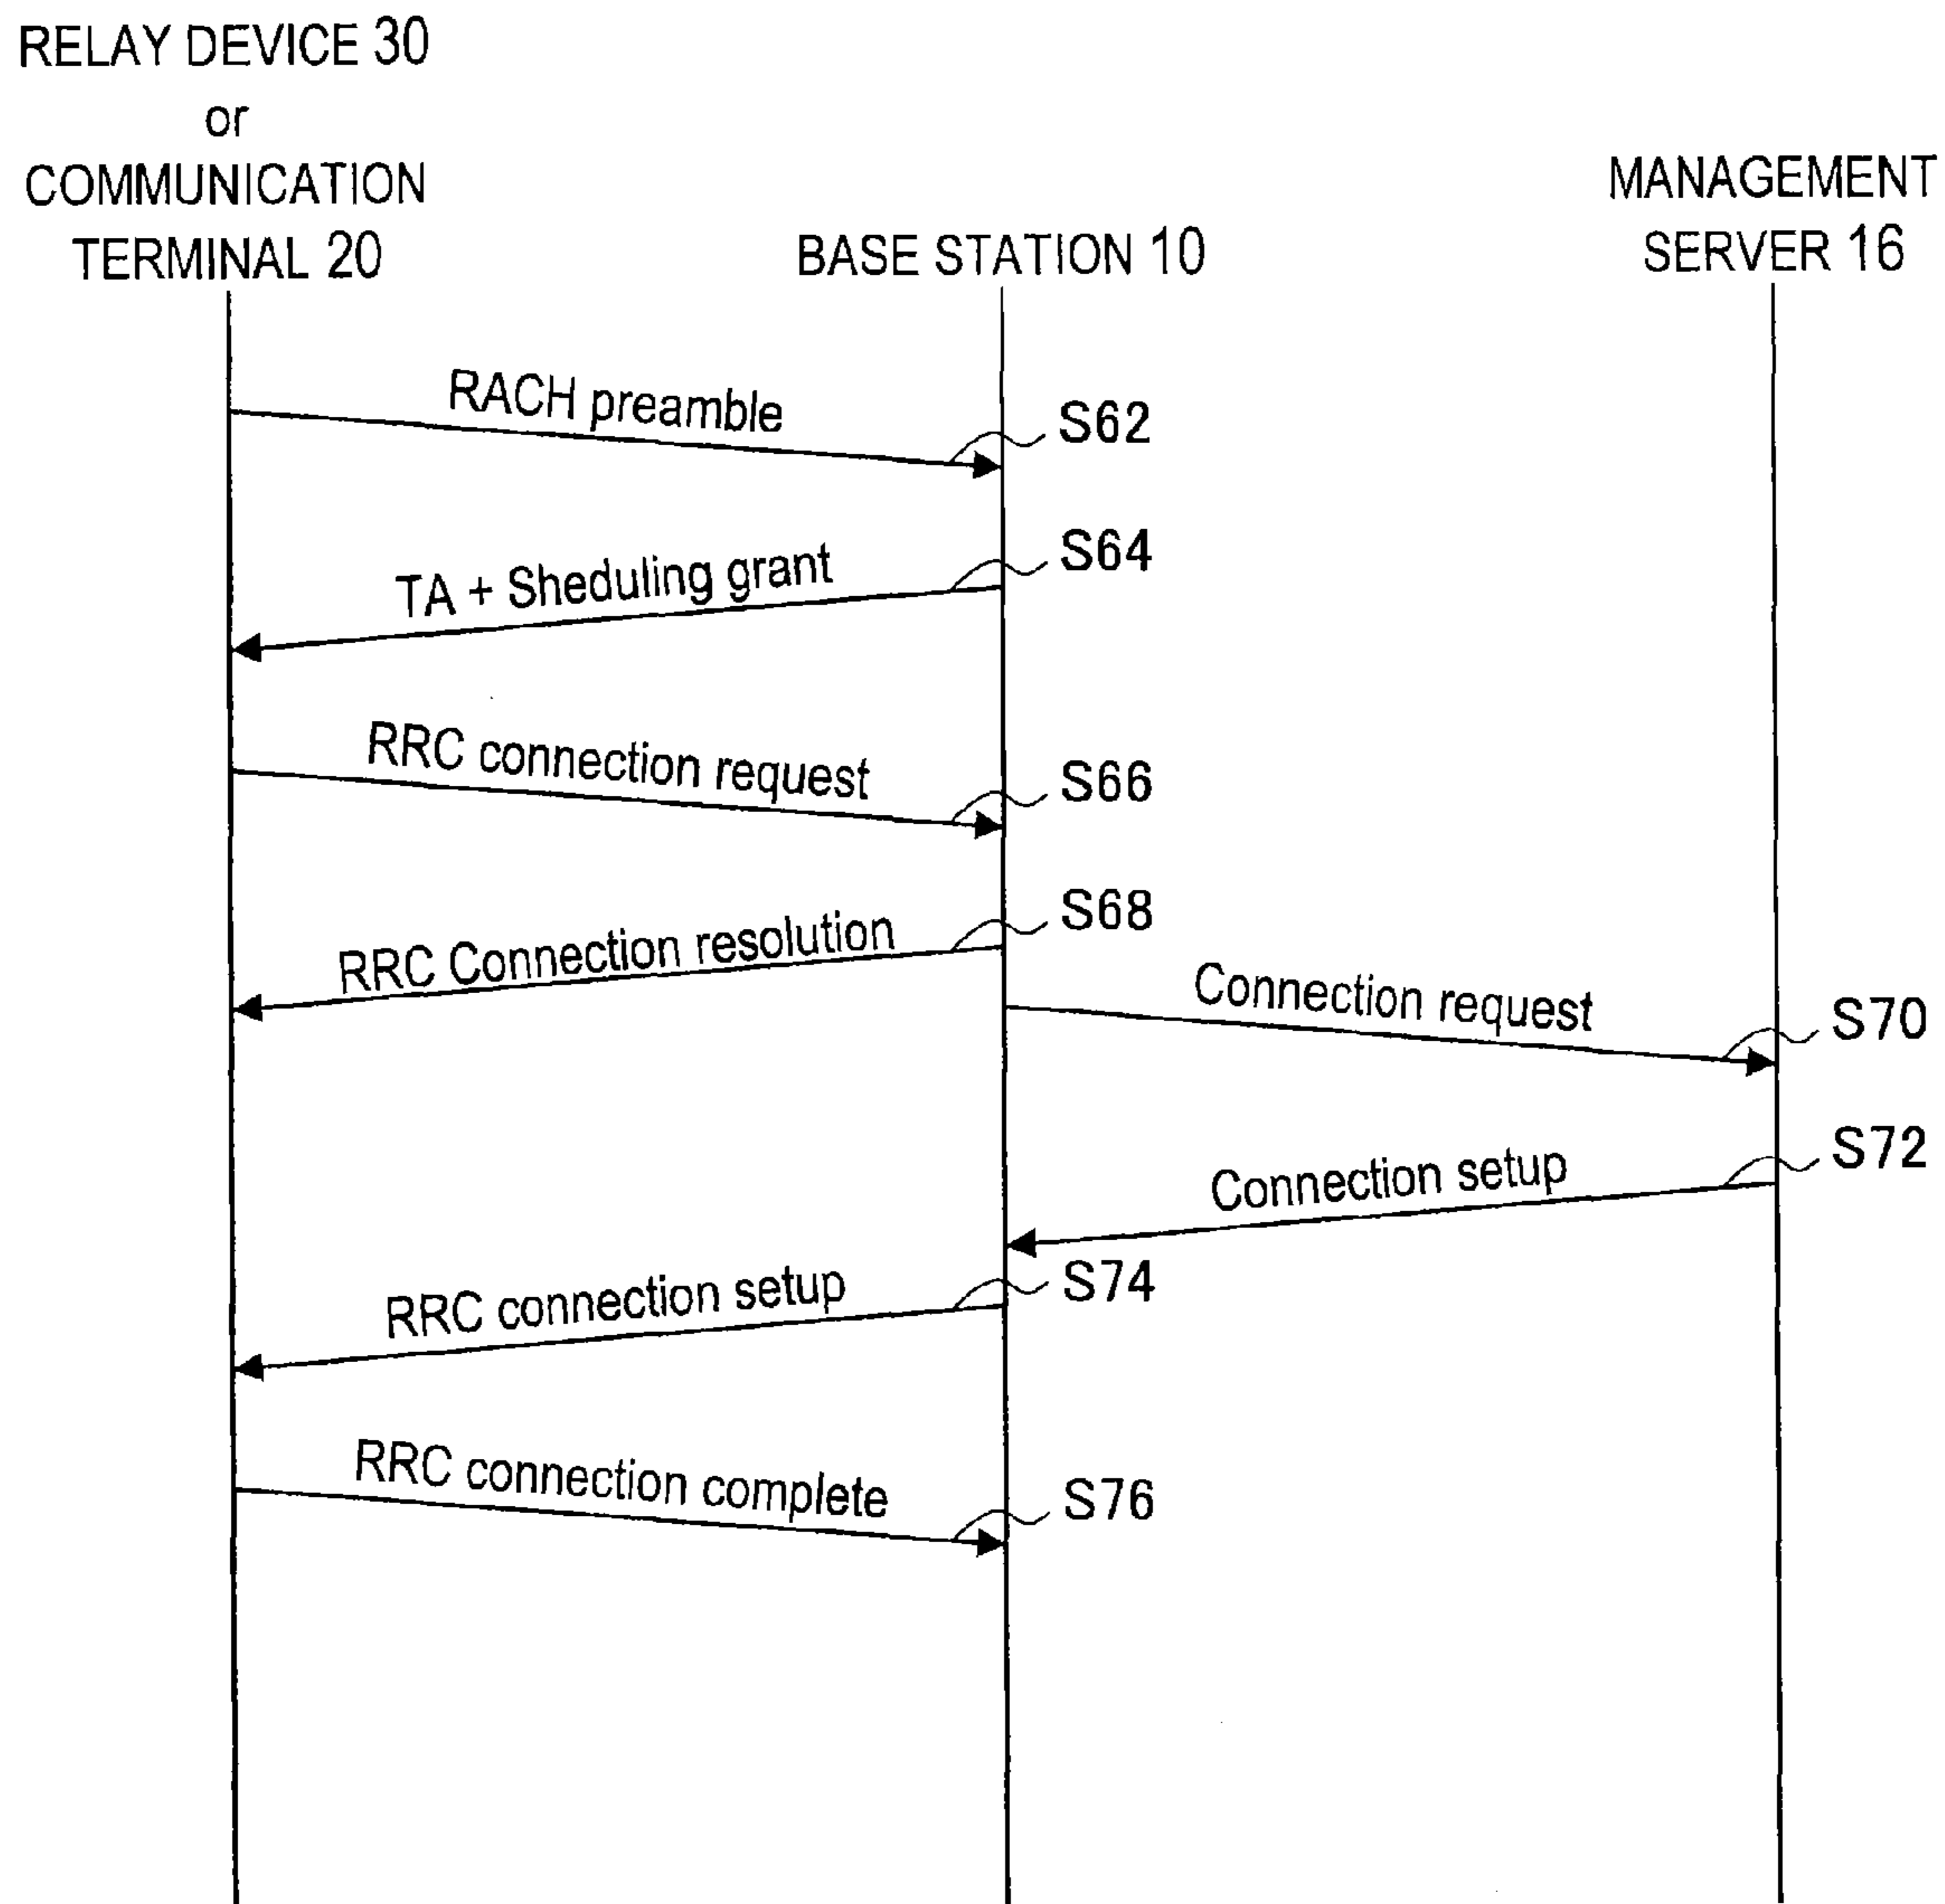 RELAY DEVICE 30
or
COMMUNICATION
TERMINAL 20
BASE STATION 10
MANAGEMENT
SERVER 16
RACH preamble
S62
TA + Sheduling grant
S64
RRC connection request
S66
RRC Connection resolution
S68
Connection request
S70
Connection setup
S72
RRC connection setup
S74
RRC connection complete
S76